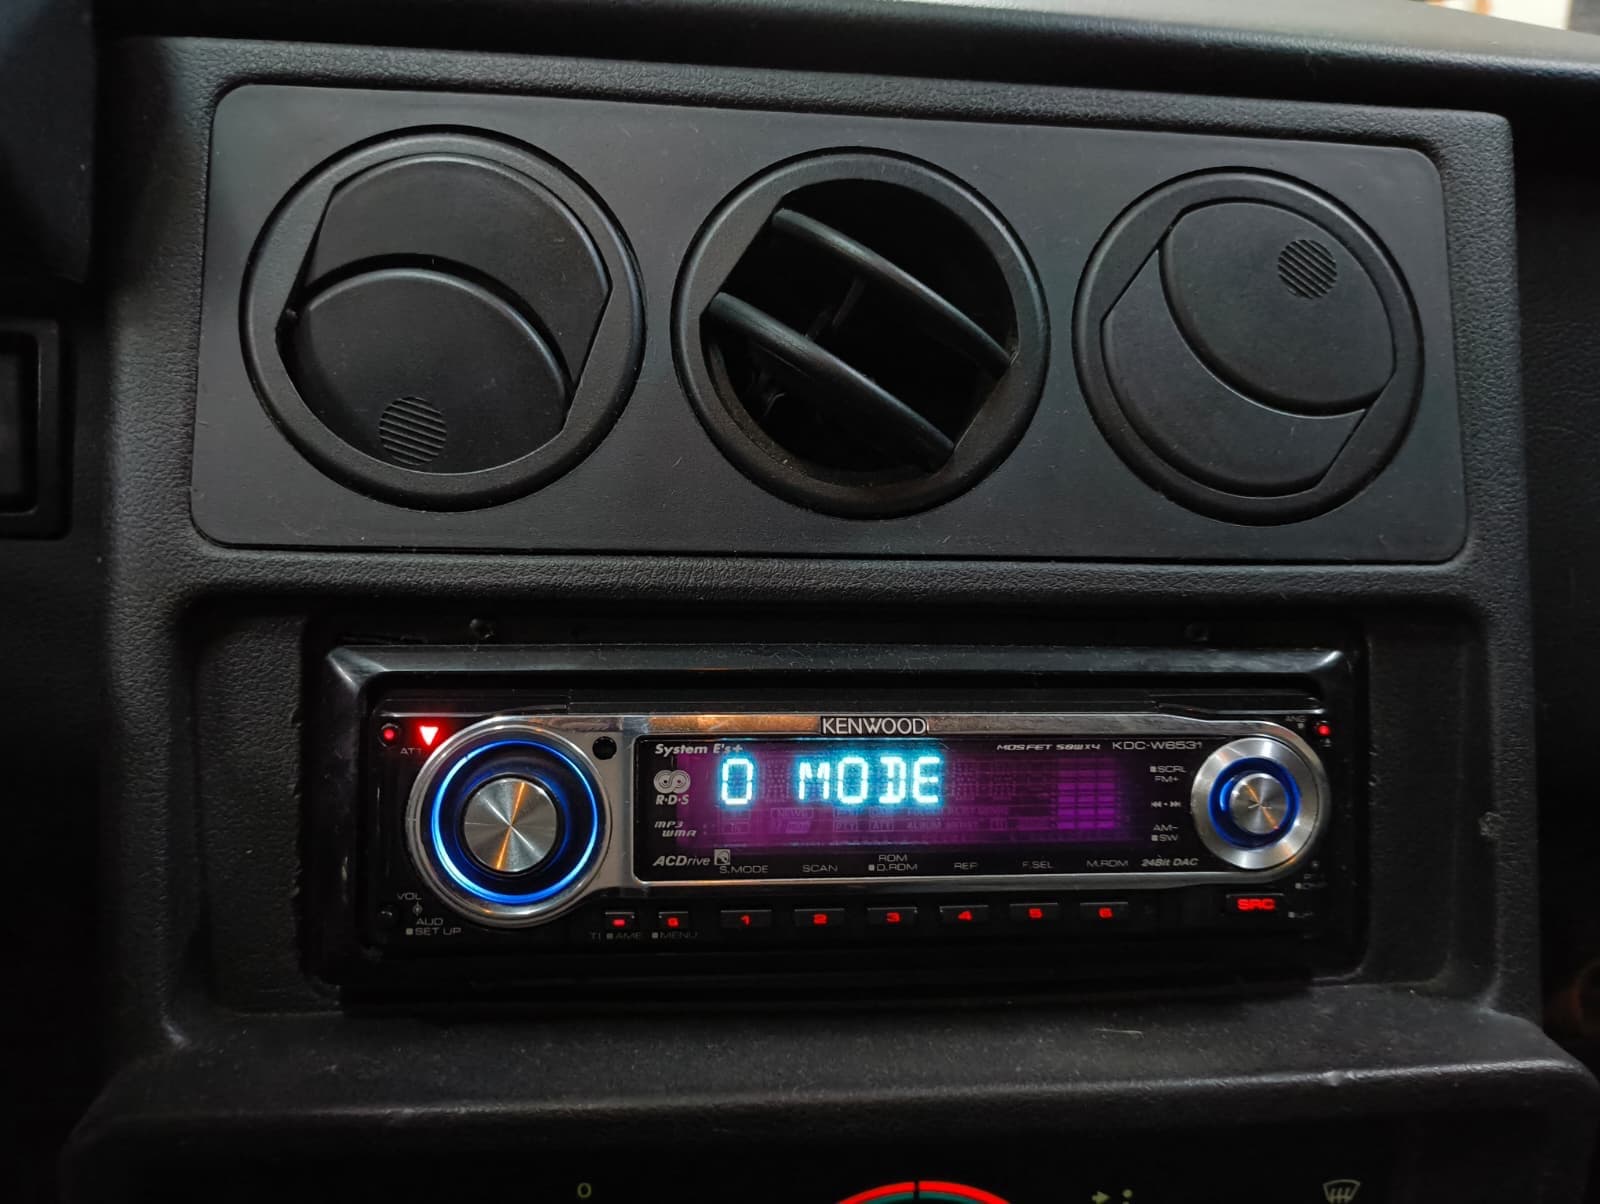 KENWOOD
ATT
System E's+
MOSFET 50W×4 KDC-W6531
0 MODE
R·D·S
MP3
WMA
SCRL
FM+
AM-
SW
ACDrive
S.MODE
SCAN
RDM
D.RDM
REP
F.SEL
M.RDM
24Bit DAC
VOL
AUD
SET UP
TI AME
MENU
1 2 3 4 5 6
SRC
0